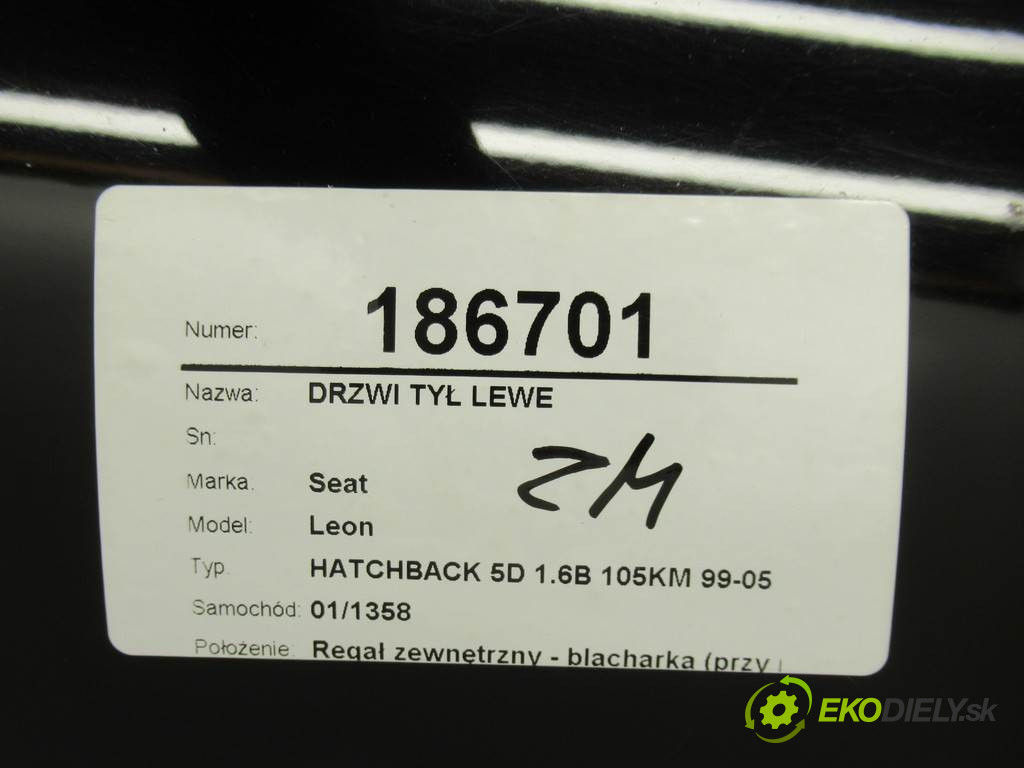 Numer: 186701
Nazwa: DRZWI TYŁ LEWE
Sn:
Marka: Seat
Model: Leon
Typ: HATCHBACK 5D 1.6B 105KM 99-05
Samochód: 01/1358
Położenie: Regał zewnętrzny - blacharka (przy
EKODIELY.sk